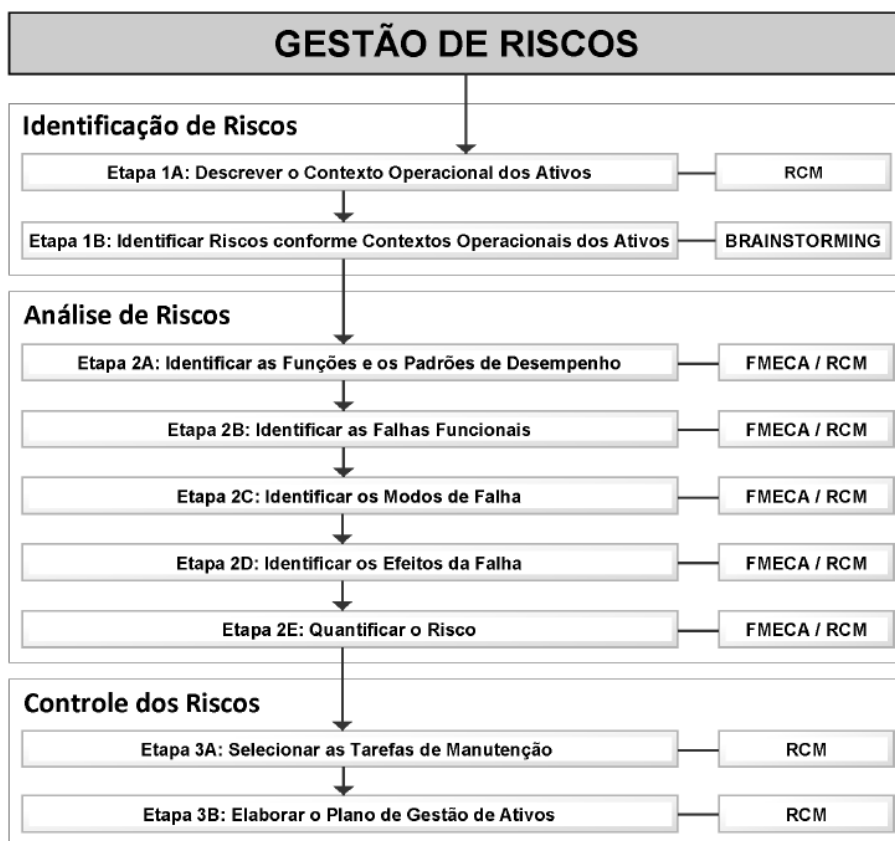 GESTÃO DE RISCOS
Identificação de Riscos
Etapa 1A: Descrever o Contexto Operacional dos Ativos
RCM
Etapa 1B: Identificar Riscos conforme Contextos Operacionais dos Ativos
BRAINSTORMING
Análise de Riscos
Etapa 2A: Identificar as Funções e os Padrões de Desempenho
FMECA / RCM
Etapa 2B: Identificar as Falhas Funcionais
FMECA / RCM
Etapa 2C: Identificar os Modos de Falha
FMECA / RCM
Etapa 2D: Identificar os Efeitos da Falha
FMECA / RCM
Etapa 2E: Quantificar o Risco
FMECA / RCM
Controle dos Riscos
Etapa 3A: Selecionar as Tarefas de Manutenção
RCM
Etapa 3B: Elaborar o Plano de Gestão de Ativos
RCM